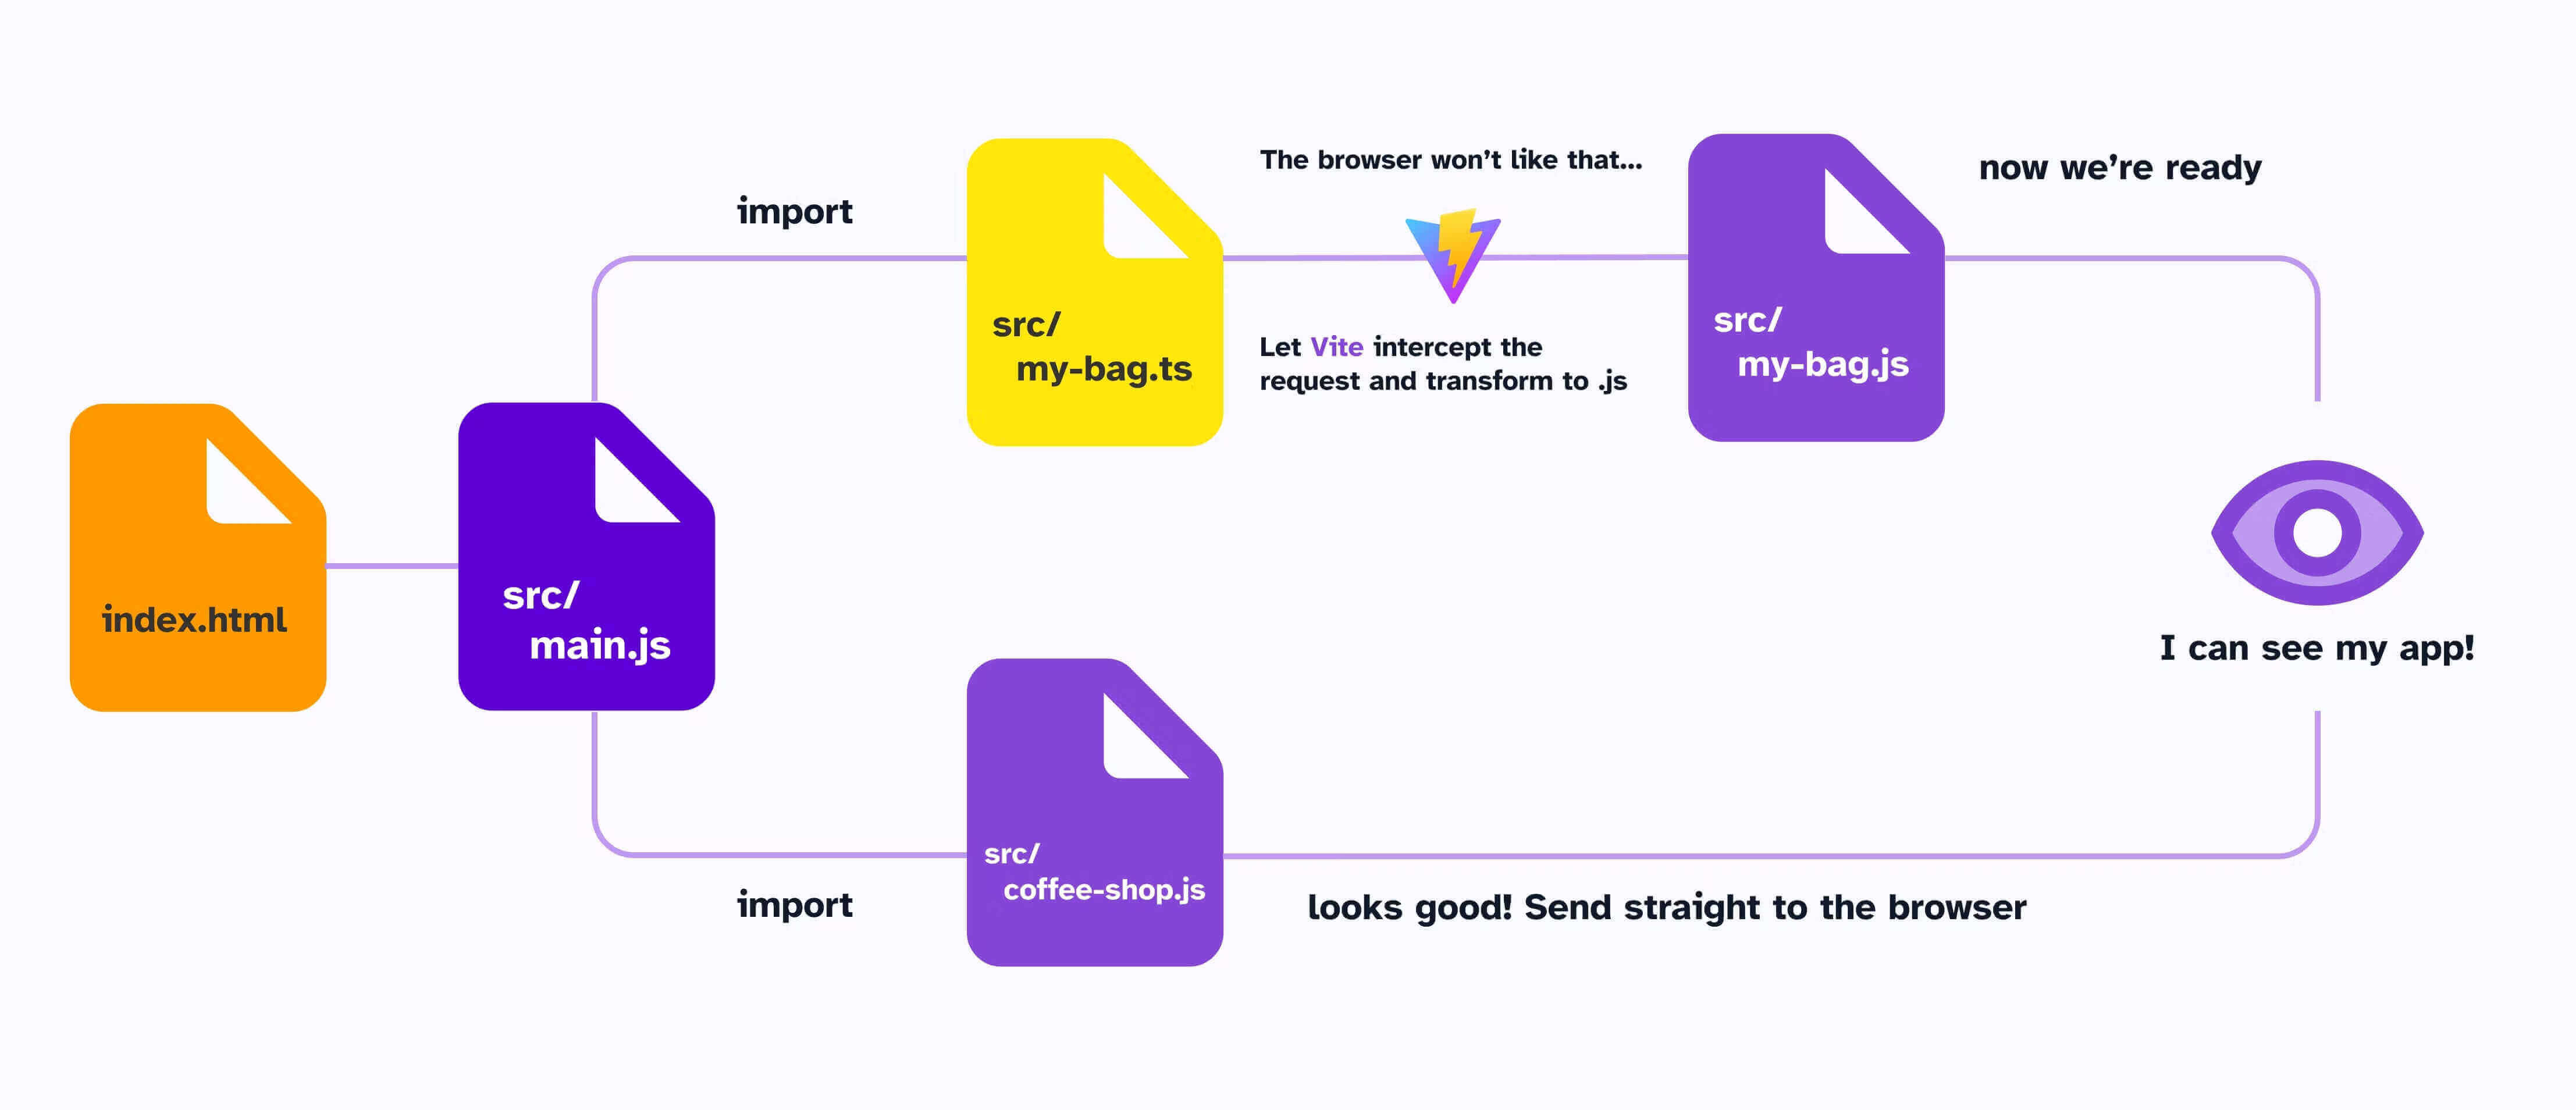 index.html
src/
main.js
import
src/
my-bag.ts
The browser won’t like that...
Let Vite intercept the
request and transform to .js
src/
my-bag.js
now we’re ready
import
src/
coffee-shop.js
looks good! Send straight to the browser
I can see my app!